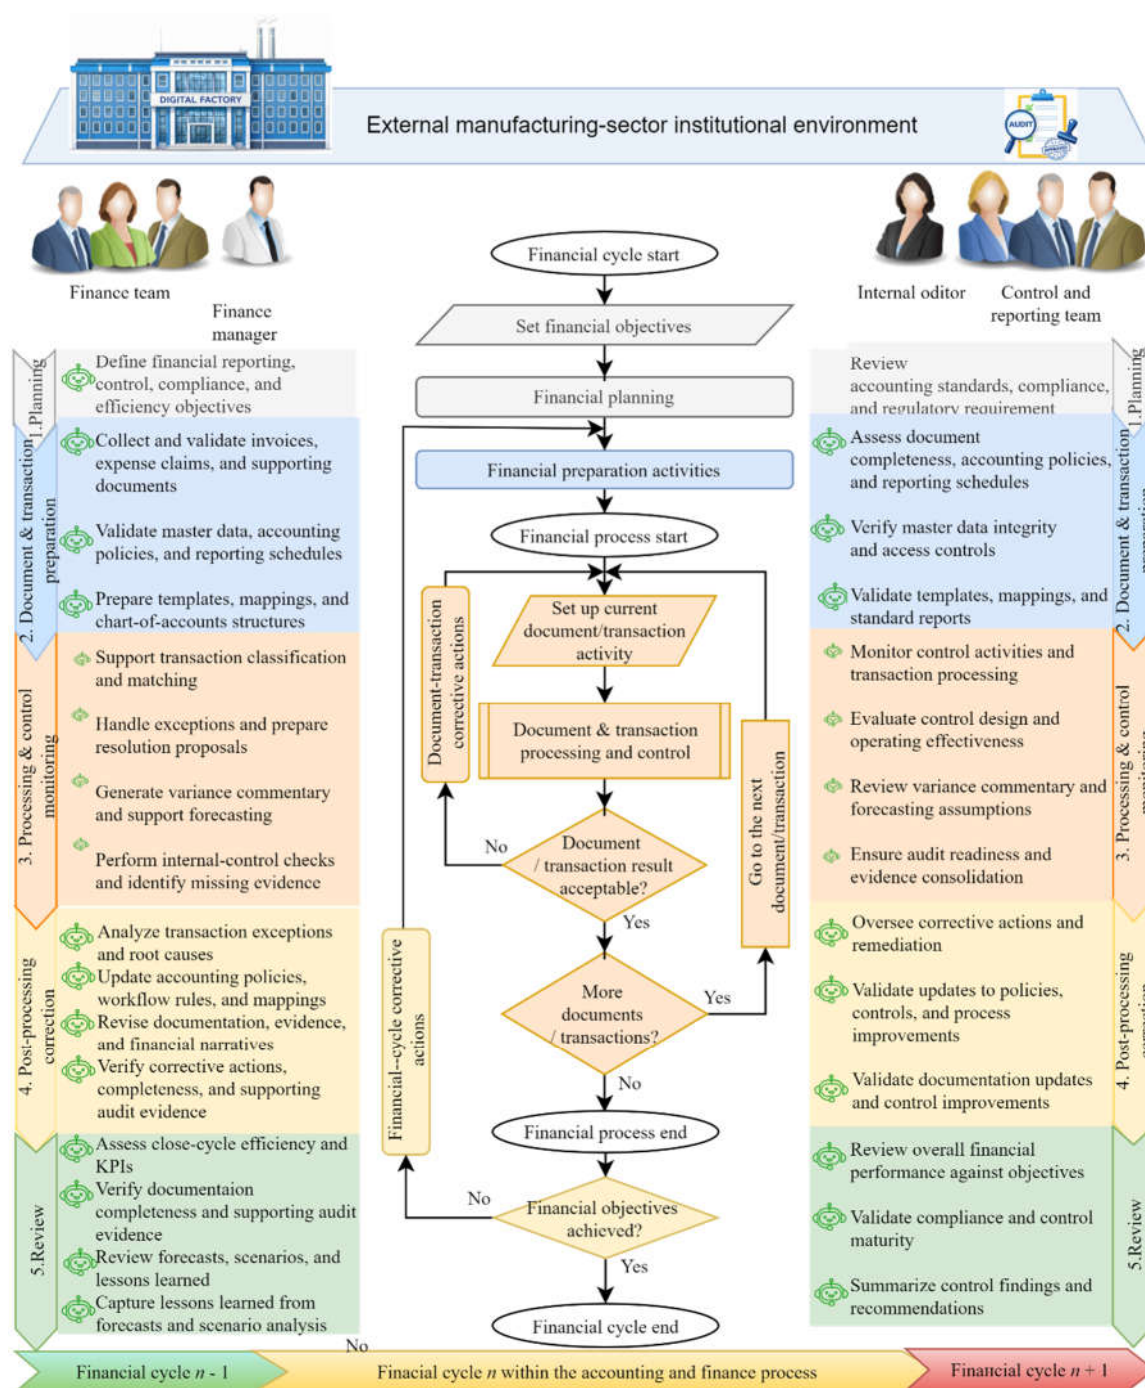 DIGITAL FACTORY
External manufacturing-sector institutional environment
AUDIT
Finance team
Finance
manager
Internal oditor
Control and
reporting team
1.Planning
Define financial reporting,
control, compliance, and
efficiency objectives
2. Document & transaction
preparation
Collect and validate invoices,
expense claims, and supporting
documents
Validate master data, accounting
policies, and reporting schedules
Prepare templates, mappings, and
chart-of-accounts structures
3. Processing & control
monitoring
Support transaction classification
and matching
Handle exceptions and prepare
resolution proposals
Generate variance commentary
and support forecasting
Perform internal-control checks
and identify missing evidence
4. Post-processing
correction
Analyze transaction exceptions
and root causes
Update accounting policies,
workflow rules, and mappings
Revise documentation, evidence,
and financial narratives
Verify corrective actions,
completeness, and supporting
audit evidence
5.Review
Assess close-cycle efficiency and
KPIs
Verify documentaion
completeness and supporting audit
evidence
Review forecasts, scenarios, and
lessons learned
Capture lessons learned from
forecasts and scenario analysis
Financial cycle start
Set financial objectives
Financial planning
Financial preparation activities
Financial process start
Set up current
document/transaction
activity
Document-transaction
corrective actions
Document & transaction
processing and control
Go to the next
document/transaction
No
Document
/ transaction result
acceptable?
Yes
More
documents
/ transactions?
Yes
No
Financial--cycle corrective
actions
Financial process end
No
Financial objectives
achieved?
Yes
Financial cycle end
No
Review
accounting standards, compliance,
and regulatory requirement
1.Planning
Assess document
completeness, accounting policies,
and reporting schedules
Verify master data integrity
and access controls
Validate templates, mappings, and
standard reports
2. Document & transaction
Monitor control activities and
transaction processing
Evaluate control design and
operating effectiveness
Review variance commentary and
forecasting assumptions
Ensure audit readiness and
evidence consolidation
3. Processing & control
Oversee corrective actions and
remediation
Validate updates to policies,
controls, and process
improvements
Validate documentation updates
and control improvements
4. Post-processing
Review overall financial
performance against objectives
Validate compliance and control
maturity
Summarize control findings and
recommendations
5.Review
Financial cycle n - 1
Finacial cycle n within the accounting and finance process
Financial cycle n + 1